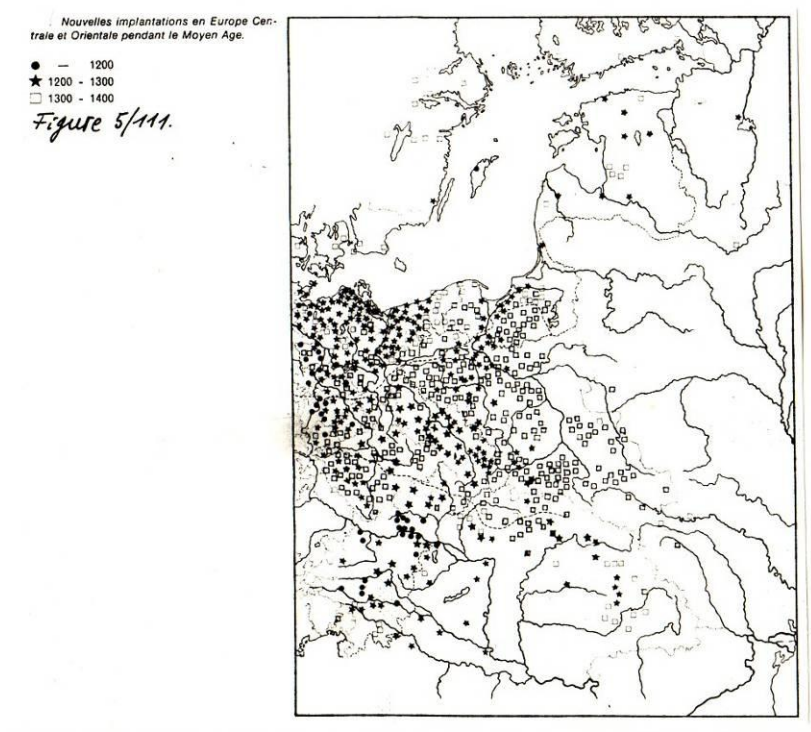 Nouvelles implantations en Europe Cen-
trale et Orientale pendant le Moyen Age.
● — 1200
★ 1200 - 1300
□ 1300 - 1400
Figure 5/111.